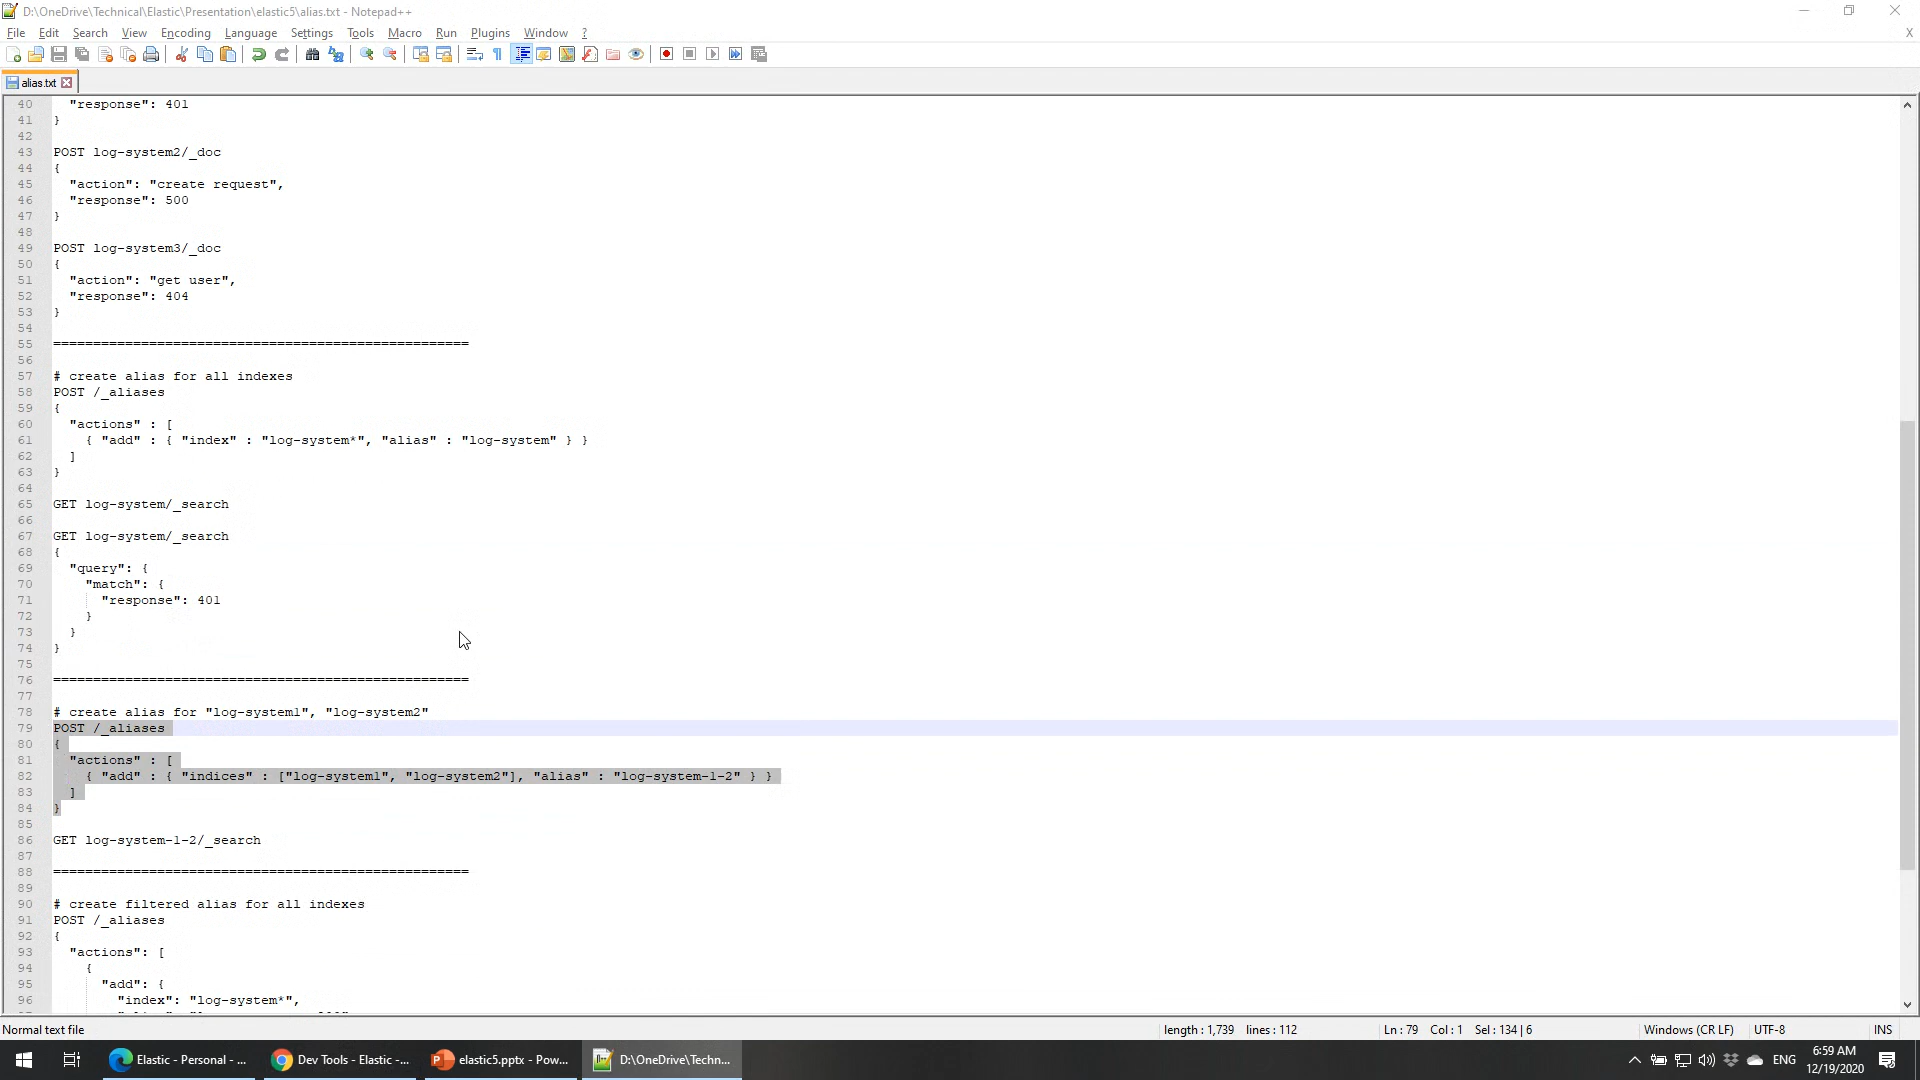 D:\OneDrive\Technical\Elastic\Presentation\elastic5\alias.txt - Notepad++
File Edit Search View Encoding Language Settings Tools Macro Run Plugins Window ? X
alias.txt
40 "response": 401
41 }
42
43 POST log-system2/_doc
44 {
45 "action": "create request",
46 "response": 500
47 }
48
49 POST log-system3/_doc
50 {
51 "action": "get user",
52 "response": 404
53 }
54
55 ====================================================
56
57 # create alias for all indexes
58 POST /_aliases
59 {
60 "actions" : [
61 { "add" : { "index" : "log-system*", "alias" : "log-system" } }
62 ]
63 }
64
65 GET log-system/_search
66
67 GET log-system/_search
68 {
69 "query": {
70 "match": {
71 "response": 401
72 }
73 }
74 }
75
76 ====================================================
77
78 # create alias for "log-system1", "log-system2"
79 POST /_aliases
80 {
81 "actions" : [
82 { "add" : { "indices" : ["log-system1", "log-system2"], "alias" : "log-system-1-2" } }
83 ]
84 }
85
86 GET log-system-1-2/_search
87
88 ====================================================
89
90 # create filtered alias for all indexes
91 POST /_aliases
92 {
93 "actions": [
94 {
95 "add": {
96 "index": "log-system*",
Normal text file length : 1,739 lines : 112 Ln : 79 Col : 1 Sel : 134 | 6 Windows (CR LF) UTF-8 INS
Elastic - Personal - ... Dev Tools - Elastic -... elastic5.pptx - Pow... D:\OneDrive\Techn... ENG 6:59 AM
12/19/2020